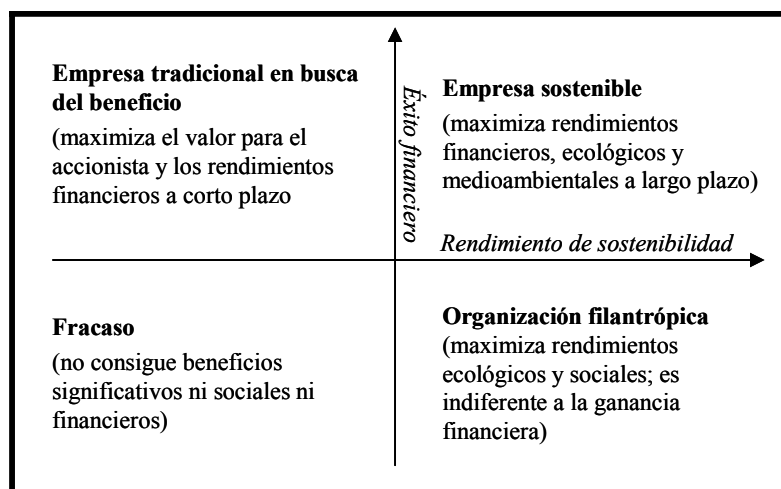 Empresa tradicional en busca
del beneficio
(maximiza el valor para el
accionista y los rendimientos
financieros a corto plazo
Éxito financiero
Empresa sostenible
(maximiza rendimientos
financieros, ecológicos y
medioambientales a largo plazo)
Rendimiento de sostenibilidad
Fracaso
(no consigue beneficios
significativos ni sociales ni
financieros)
Organización filantrópica
(maximiza rendimientos
ecológicos y sociales; es
indiferente a la ganancia
financiera)